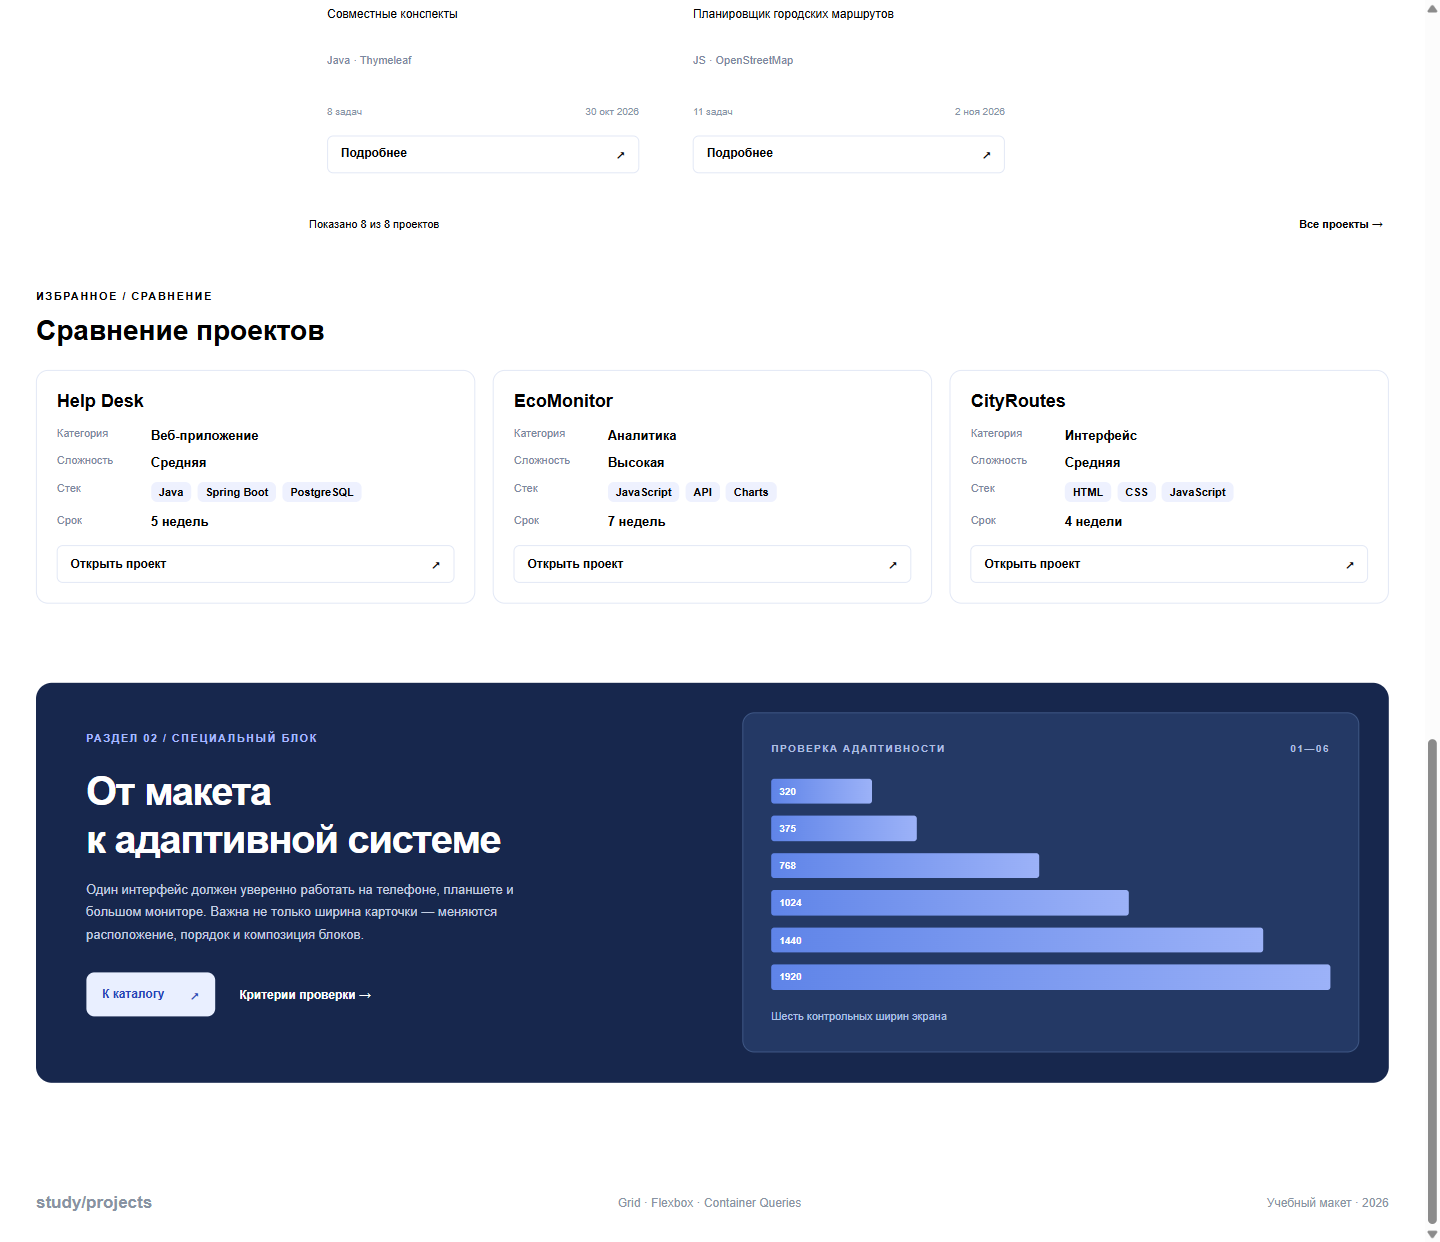 Совместные конспекты
Планировщик городских маршрутов
Java · Thymeleaf
JS · OpenStreetMap
8 задач
30 окт 2026
11 задач
2 ноя 2026
Подробнее ↗
Подробнее ↗
Показано 8 из 8 проектов
Все проекты →
ИЗБРАННОЕ / СРАВНЕНИЕ
Сравнение проектов
Help Desk
Категория Веб-приложение
Сложность Средняя
Стек Java Spring Boot PostgreSQL
Срок 5 недель
Открыть проект ↗
EcoMonitor
Категория Аналитика
Сложность Высокая
Стек JavaScript API Charts
Срок 7 недель
Открыть проект ↗
CityRoutes
Категория Интерфейс
Сложность Средняя
Стек HTML CSS JavaScript
Срок 4 недели
Открыть проект ↗
РАЗДЕЛ 02 / СПЕЦИАЛЬНЫЙ БЛОК
От макета
к адаптивной системе
Один интерфейс должен уверенно работать на телефоне, планшете и
большом мониторе. Важна не только ширина карточки — меняются
расположение, порядок и композиция блоков.
К каталогу ↗
Критерии проверки →
ПРОВЕРКА АДАПТИВНОСТИ
01—06
320
375
768
1024
1440
1920
Шесть контрольных ширин экрана
study/projects
Grid · Flexbox · Container Queries
Учебный макет · 2026